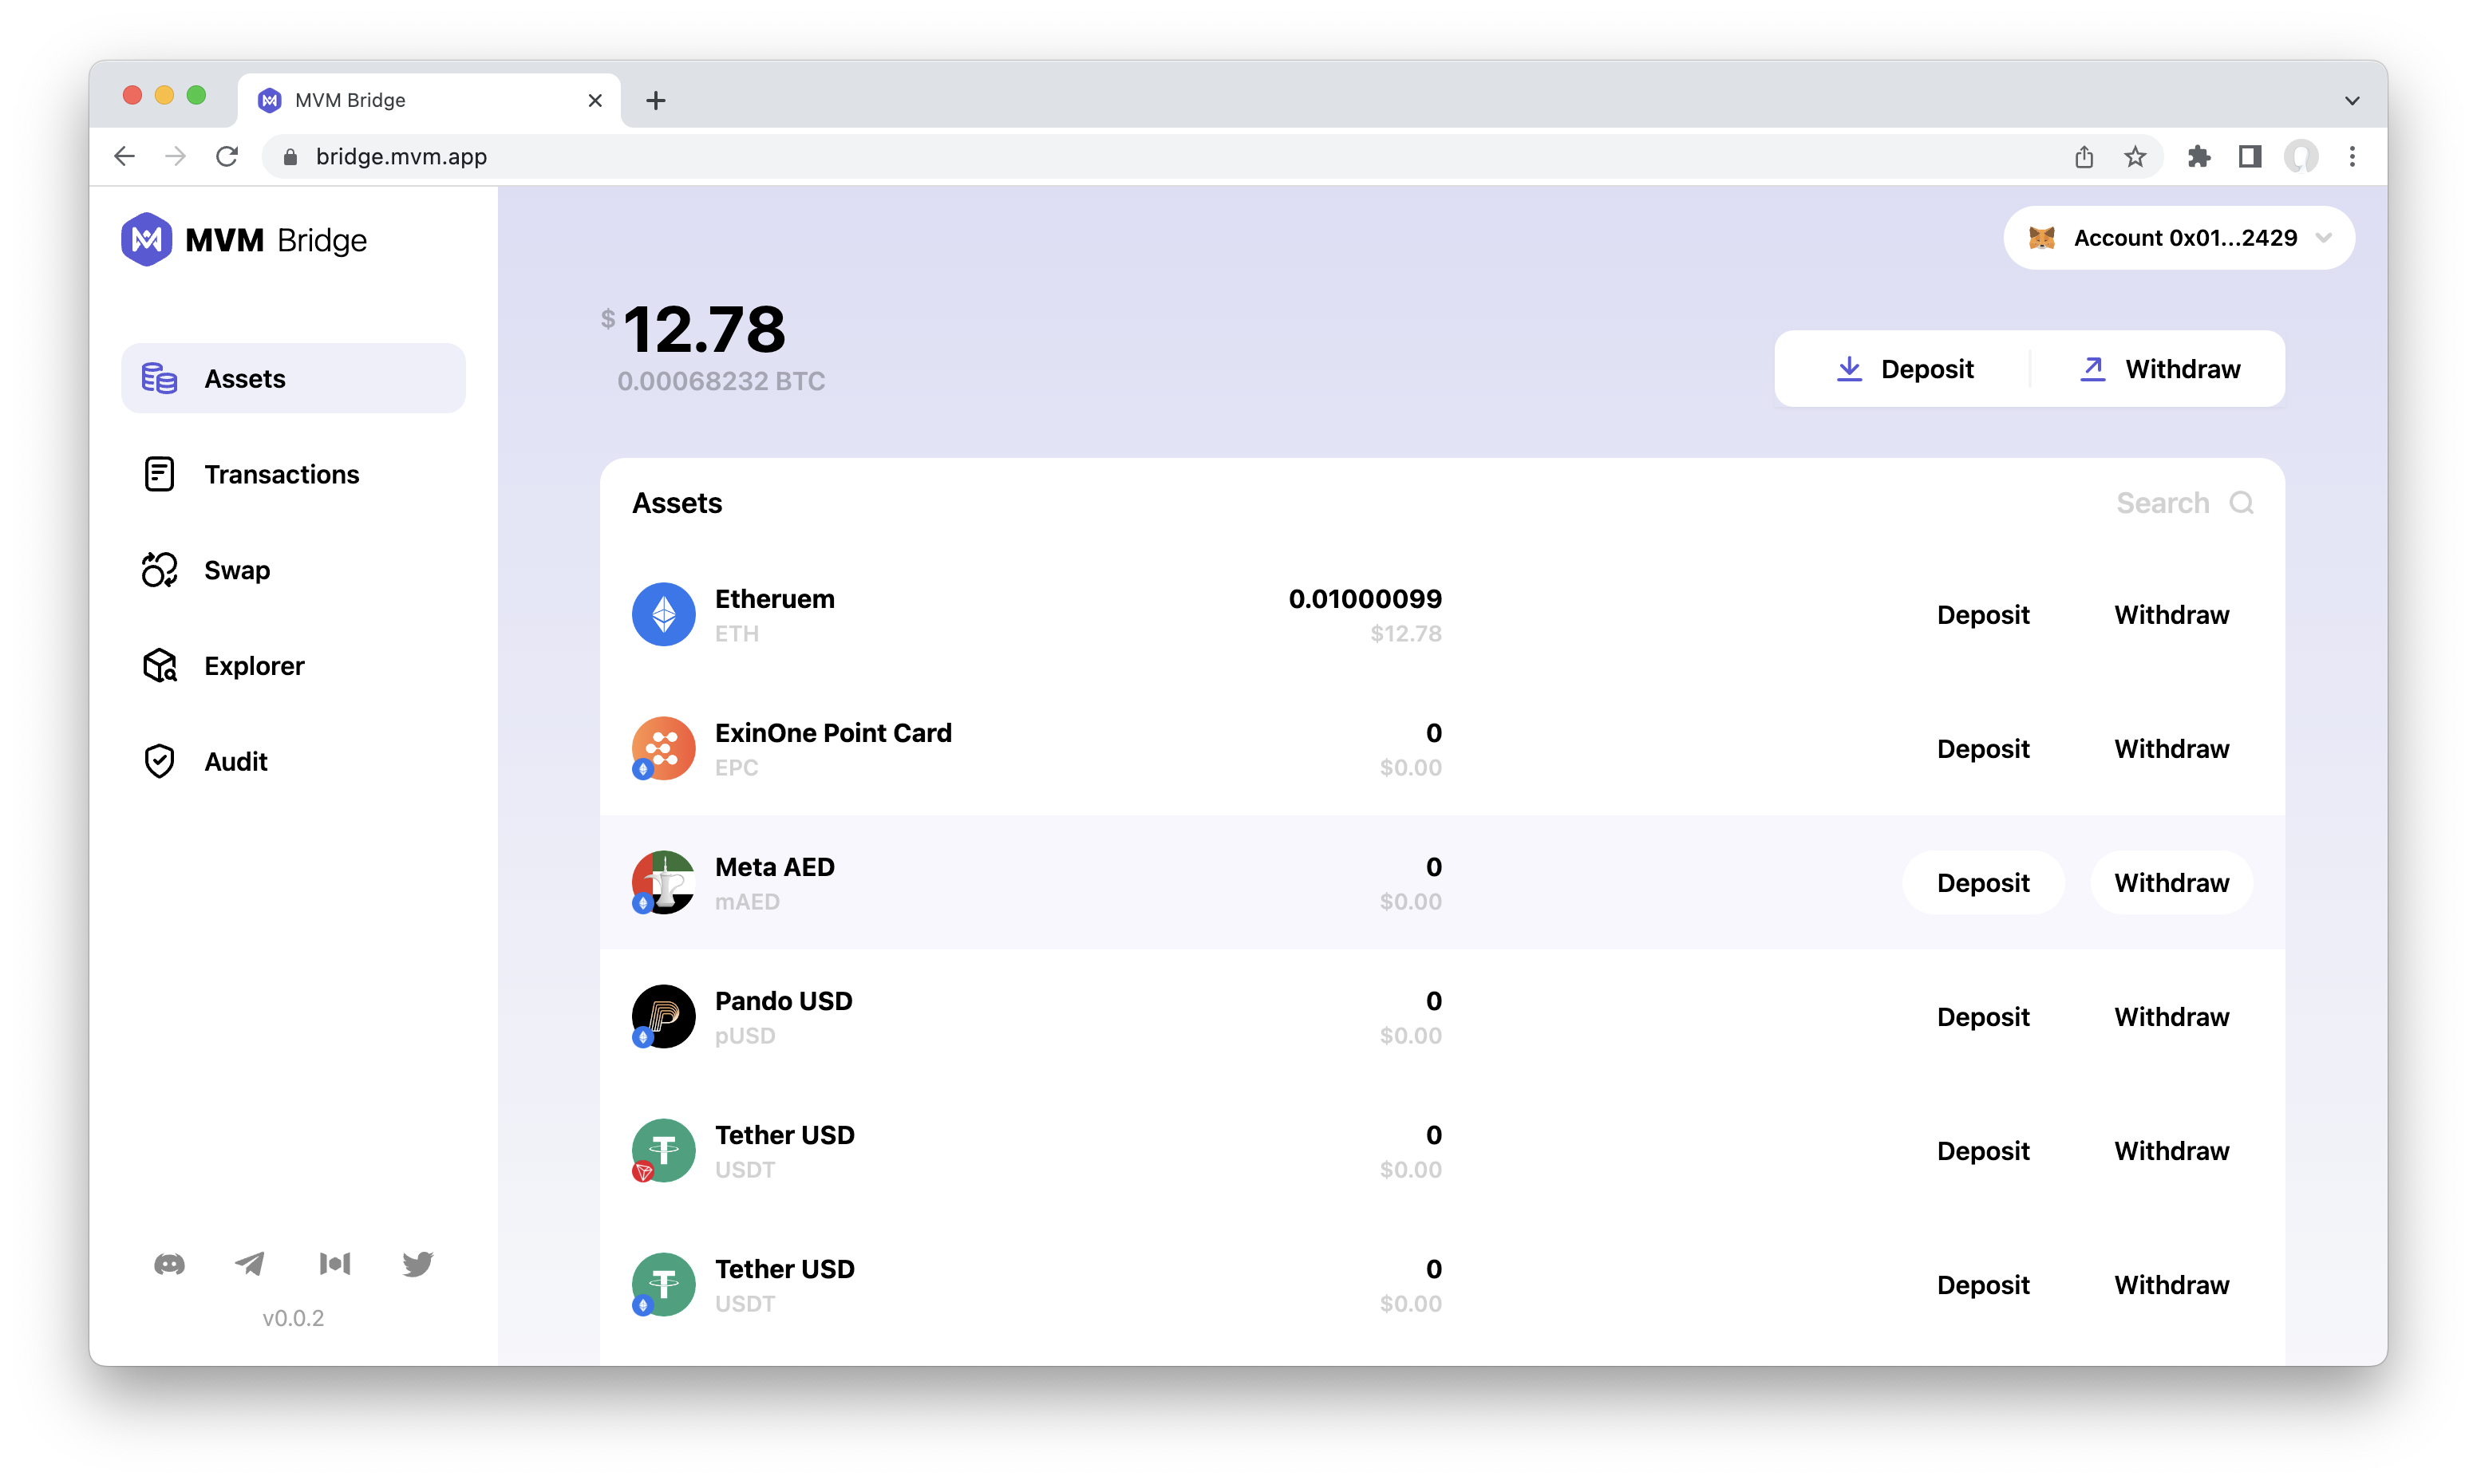 MVM Bridge
bridge.mvm.app
MVM Bridge
Account 0x01...2429
Assets
Transactions
Swap
Explorer
Audit
v0.0.2
$ 12.78
0.00068232 BTC
Deposit
Withdraw
Assets
Search
Etheruem
ETH
0.01000099
$12.78
Deposit
Withdraw
ExinOne Point Card
EPC
0
$0.00
Deposit
Withdraw
Meta AED
mAED
0
$0.00
Deposit
Withdraw
Pando USD
pUSD
0
$0.00
Deposit
Withdraw
Tether USD
USDT
0
$0.00
Deposit
Withdraw
Tether USD
USDT
0
$0.00
Deposit
Withdraw